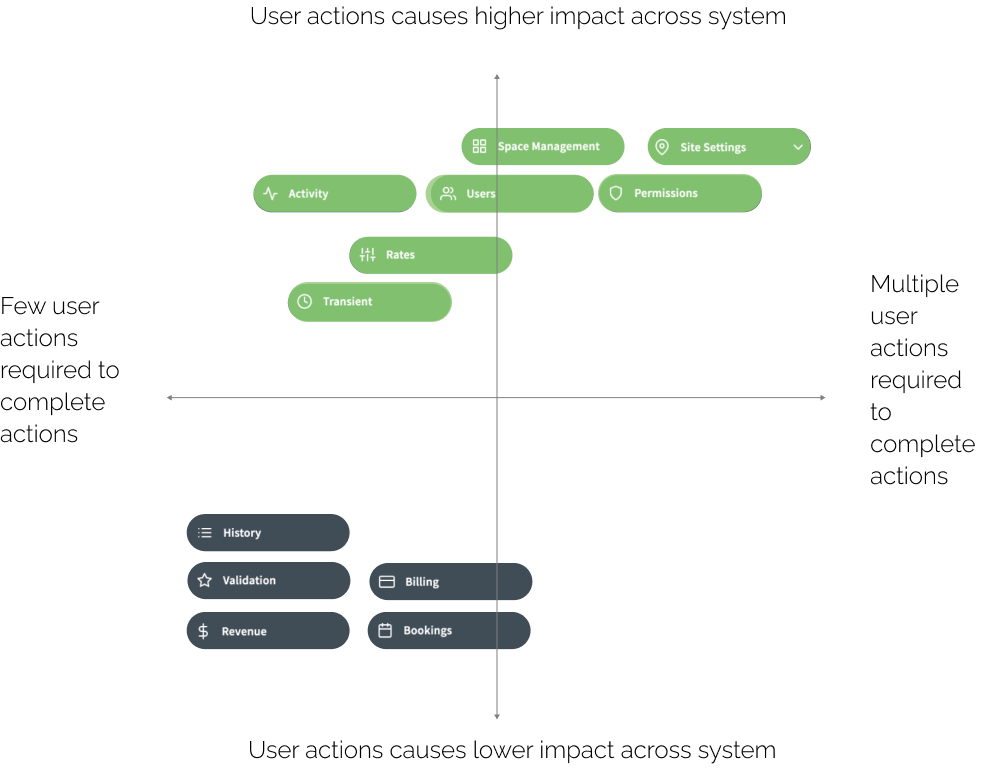 User actions causes higher impact across system
Space Management
Site Settings
Activity
Users
Permissions
Rates
Transient
Few user
actions
required to
complete
actions
Multiple
user
actions
required
to
complete
actions
History
Validation
Billing
Revenue
Bookings
User actions causes lower impact across system